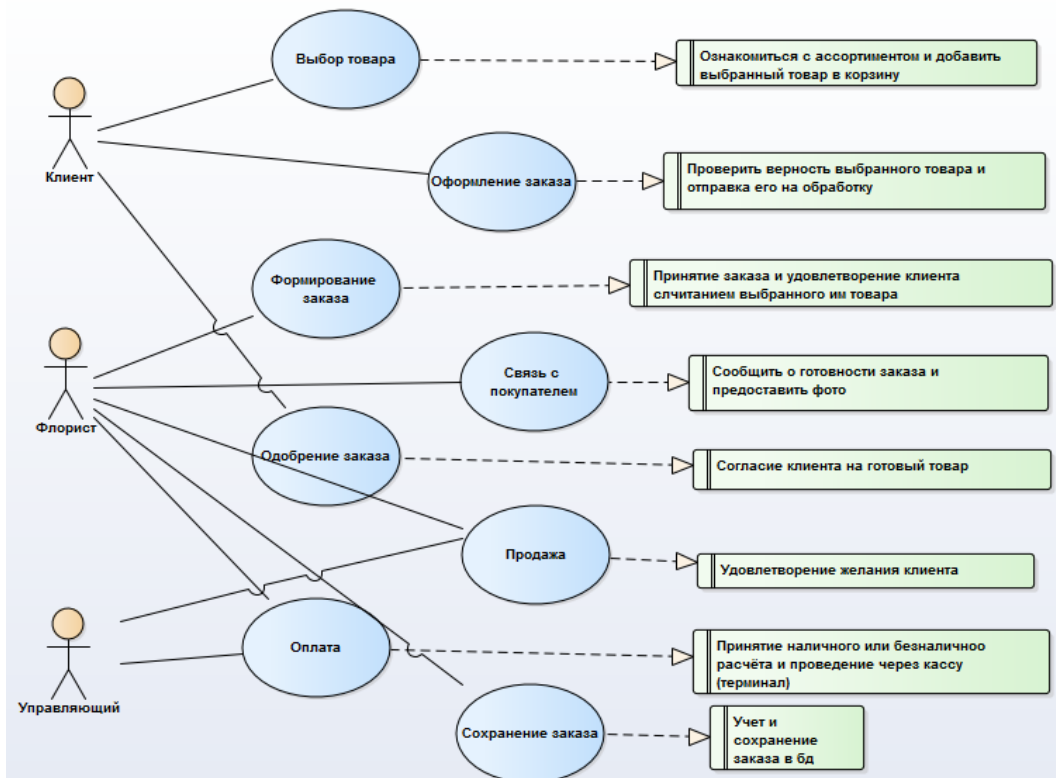 Выбор товара
Ознакомиться с ассортиментом и добавить
выбранный товар в корзину
Клиент
Оформление заказа
Проверить верность выбранного товара и
отправка его на обработку
Формирование
заказа
Принятие заказа и удовлетворение клиента
слчитанием выбранного им товара
Флорист
Связь с
покупателем
Сообщить о готовности заказа и
предоставить фото
Одобрение заказа
Согласие клиента на готовый товар
Продажа
Удовлетворение желания клиента
Управляющий
Оплата
Принятие наличного или безналичноо
расчёта и проведение через кассу
(терминал)
Сохранение заказа
Учет и
сохранение
заказа в бд